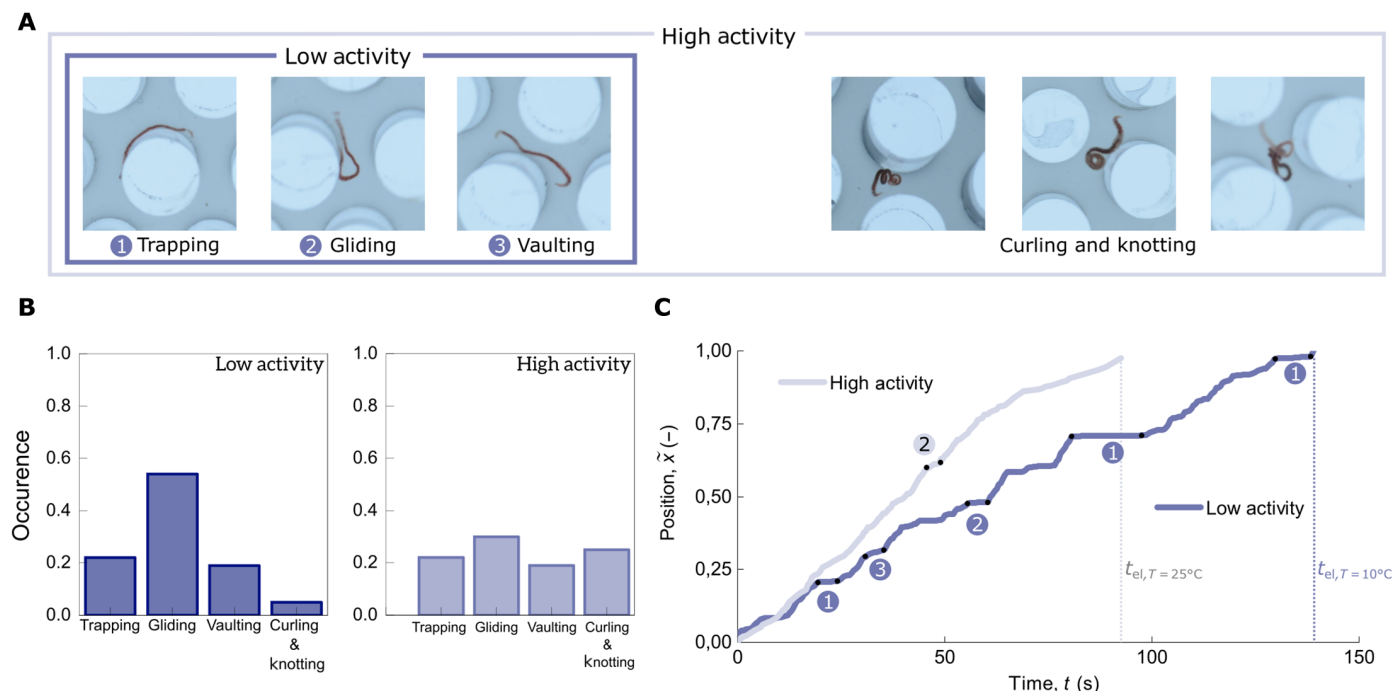 A
High activity
Low activity
1 Trapping
2 Gliding
3 Vaulting
Curling and knotting
B
Occurence
1.0
0.8
0.6
0.4
0.2
0.0
Low activity
Trapping
Gliding
Vaulting
Curling
&
knotting
1.0
0.8
0.6
0.4
0.2
0.0
High activity
Trapping
Gliding
Vaulting
Curling &
knotting
C
Position, x̃ (–)
1,00
0.75
0.50
0.25
0,00
High activity
Low activity
2
1
3
2
1
1
tel, T = 25°C
tel, T = 10°C
0
50
100
150
Time, t (s)